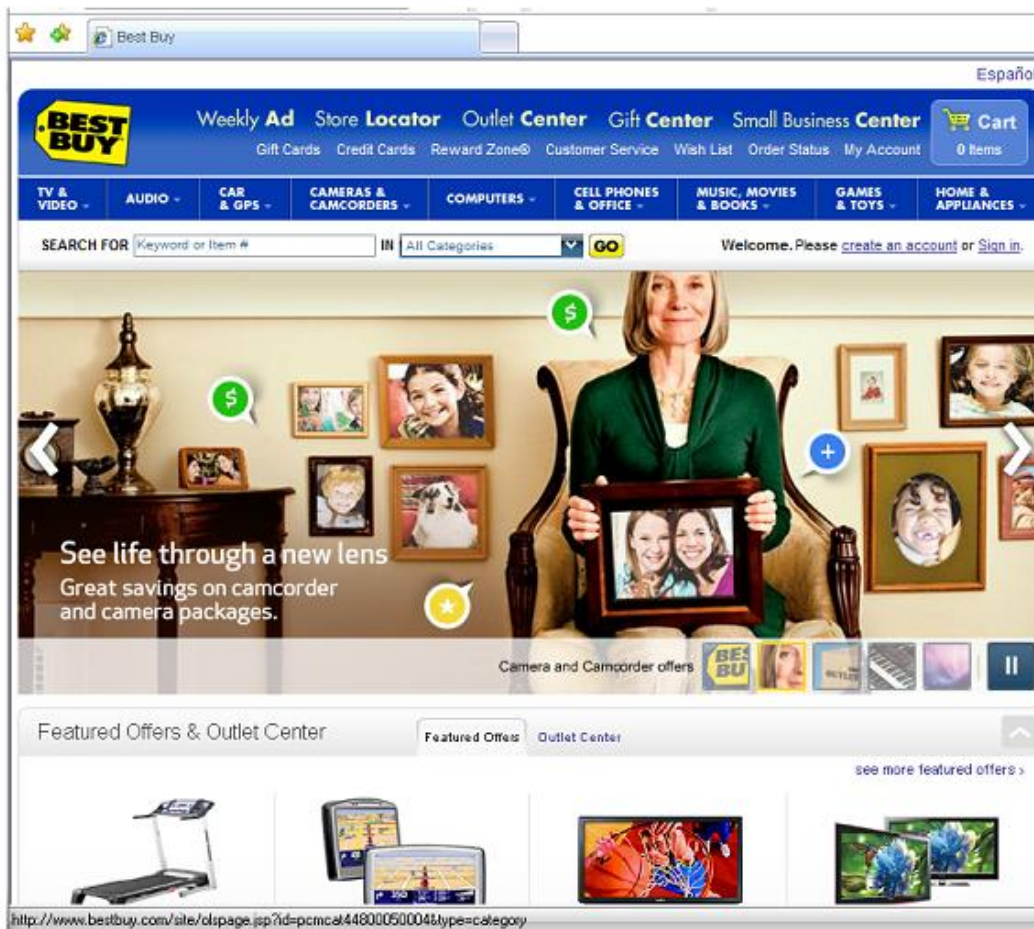 Best Buy
Españo
BEST BUY
Weekly Ad Store Locator Outlet Center Gift Center Small Business Center
Cart
Gift Cards Credit Cards Reward Zone® Customer Service Wish List Order Status My Account
0 Items
TV & VIDEO
AUDIO
CAR & GPS
CAMERAS & CAMCORDERS
COMPUTERS
CELL PHONES & OFFICE
MUSIC, MOVIES & BOOKS
GAMES & TOYS
HOME & APPLIANCES
SEARCH FOR Keyword or Item # IN All Categories GO Welcome. Please create an account or Sign in.
$
$
See life through a new lens
Great savings on camcorder
and camera packages.
Camera and Camcorder offers
BES
BU
OUTLET
Featured Offers & Outlet Center
Featured Offers Outlet Center
see more featured offers ›
http://www.bestbuy.com/site/olspage.jsp?id=pcmcat44800050004&type=category